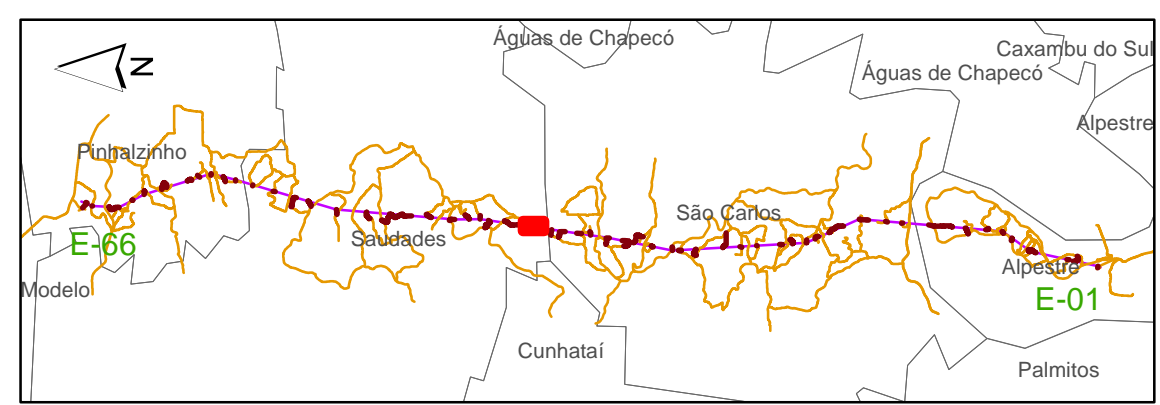 Águas de Chapecó
Caxambu do Sul
N
Águas de Chapecó
Alpestre
Pinhalzinho
São Carlos
Saudades
E-66
Alpestre
Modelo
E-01
Cunhataí
Palmitos